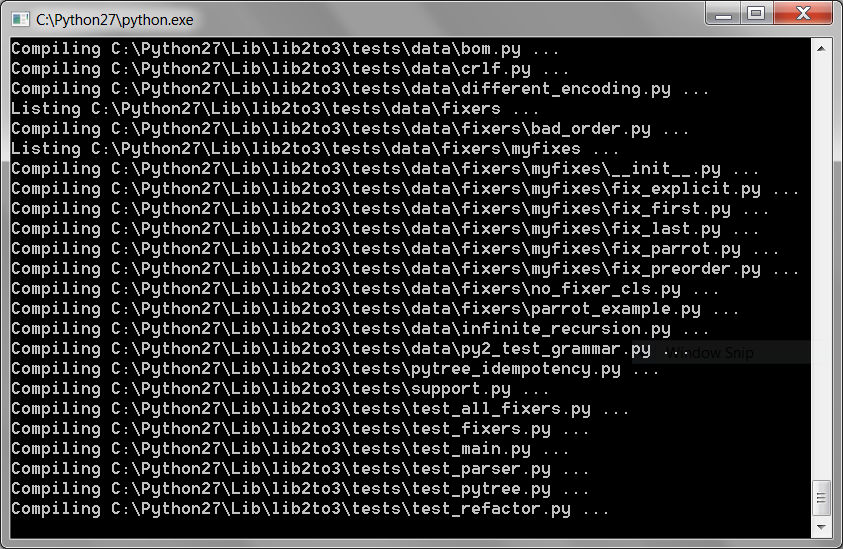 C:\Python27\python.exe
Compiling C:\Python27\Lib\lib2to3\tests\data\bom.py ...
Compiling C:\Python27\Lib\lib2to3\tests\data\crlf.py ...
Compiling C:\Python27\Lib\lib2to3\tests\data\different_encoding.py ...
Listing C:\Python27\Lib\lib2to3\tests\data\fixers ...
Compiling C:\Python27\Lib\lib2to3\tests\data\fixers\bad_order.py ...
Listing C:\Python27\Lib\lib2to3\tests\data\fixers\myfixes ...
Compiling C:\Python27\Lib\lib2to3\tests\data\fixers\myfixes\__init__.py ...
Compiling C:\Python27\Lib\lib2to3\tests\data\fixers\myfixes\fix_explicit.py ...
Compiling C:\Python27\Lib\lib2to3\tests\data\fixers\myfixes\fix_first.py ...
Compiling C:\Python27\Lib\lib2to3\tests\data\fixers\myfixes\fix_last.py ...
Compiling C:\Python27\Lib\lib2to3\tests\data\fixers\myfixes\fix_parrot.py ...
Compiling C:\Python27\Lib\lib2to3\tests\data\fixers\myfixes\fix_preorder.py ...
Compiling C:\Python27\Lib\lib2to3\tests\data\fixers\no_fixer_cls.py ...
Compiling C:\Python27\Lib\lib2to3\tests\data\fixers\parrot_example.py ...
Compiling C:\Python27\Lib\lib2to3\tests\data\infinite_recursion.py ...
Compiling C:\Python27\Lib\lib2to3\tests\data\py2_test_grammar.py ...
Window Snip
Compiling C:\Python27\Lib\lib2to3\tests\pytree_idempotency.py ...
Compiling C:\Python27\Lib\lib2to3\tests\support.py ...
Compiling C:\Python27\Lib\lib2to3\tests\test_all_fixers.py ...
Compiling C:\Python27\Lib\lib2to3\tests\test_fixers.py ...
Compiling C:\Python27\Lib\lib2to3\tests\test_main.py ...
Compiling C:\Python27\Lib\lib2to3\tests\test_parser.py ...
Compiling C:\Python27\Lib\lib2to3\tests\test_pytree.py ...
Compiling C:\Python27\Lib\lib2to3\tests\test_refactor.py ...